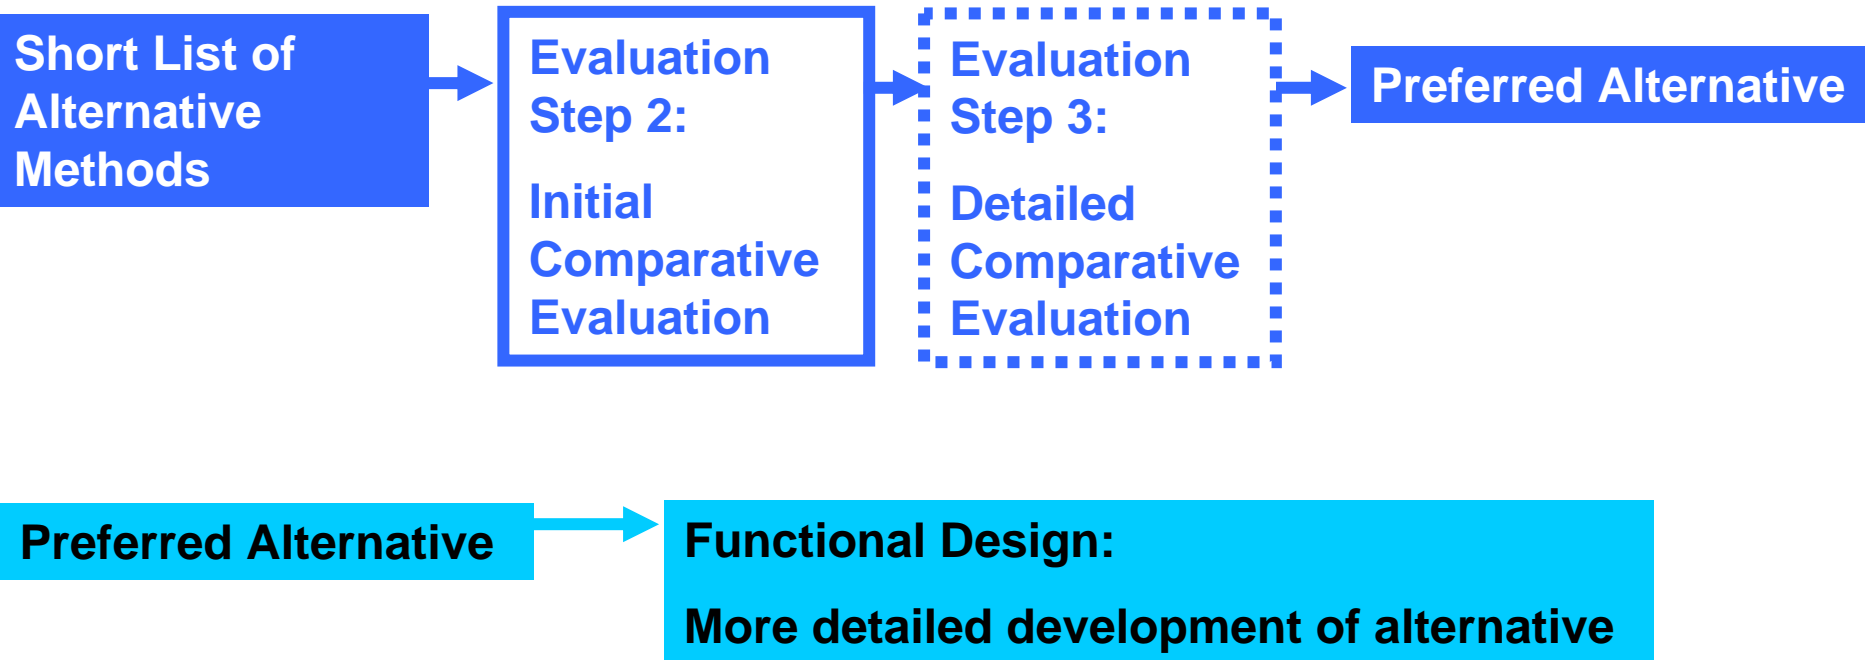 Short List of
Alternative
Methods
Evaluation
Step 2:
Initial
Comparative
Evaluation
Evaluation
Step 3:
Detailed
Comparative
Evaluation
Preferred Alternative
Preferred Alternative
Functional Design:
More detailed development of alternative